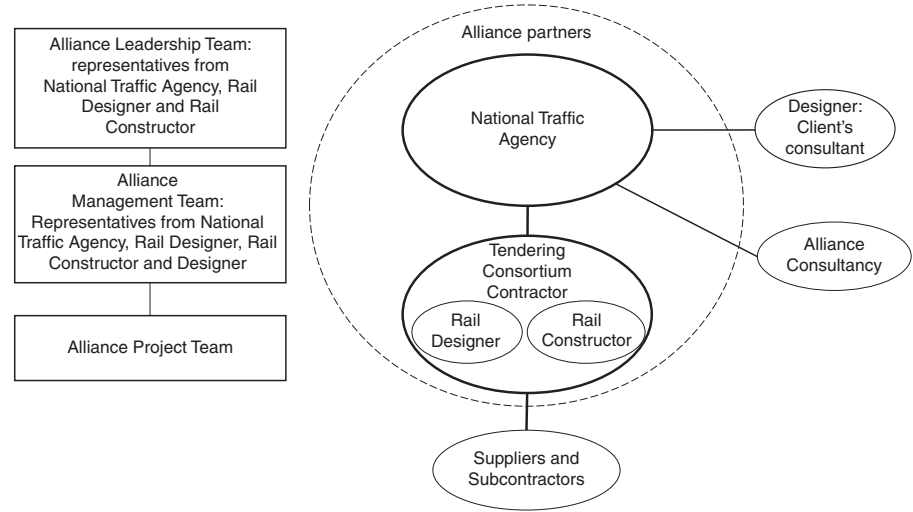 Alliance Leadership Team:
representatives from
National Traffic Agency, Rail
Designer and Rail
Constructor
Alliance
Management Team:
Representatives from National
Traffic Agency, Rail Designer, Rail
Constructor and Designer
Alliance Project Team
Alliance partners
National Traffic
Agency
Designer:
Client's
consultant
Alliance
Consultancy
Tendering
Consortium
Contractor
Rail
Designer
Rail
Constructor
Suppliers and
Subcontractors